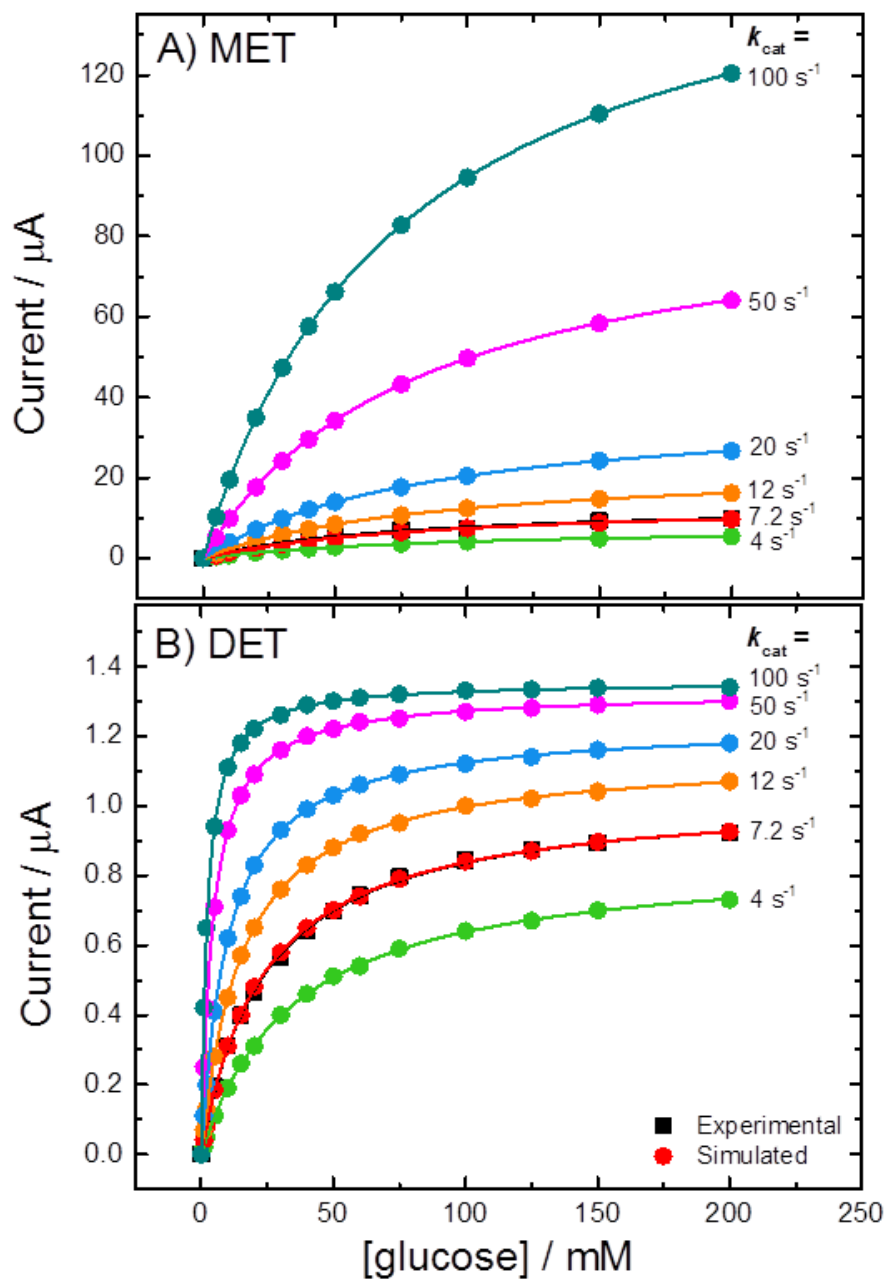 A) MET
k_cat =
100 s⁻¹
50 s⁻¹
20 s⁻¹
12 s⁻¹
7.2 s⁻¹
4 s⁻¹
120
100
80
60
40
20
0
Current / μA
B) DET
k_cat =
100 s⁻¹
50 s⁻¹
20 s⁻¹
12 s⁻¹
7.2 s⁻¹
4 s⁻¹
1.4
1.2
1.0
0.8
0.6
0.4
0.2
0.0
Current / μA
Experimental
Simulated
0 50 100 150 200 250
[glucose] / mM